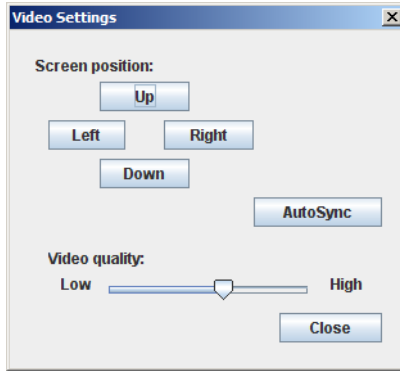 Video Settings
Screen position:
Up
Left Right
Down
AutoSync
Video quality:
Low High
Close